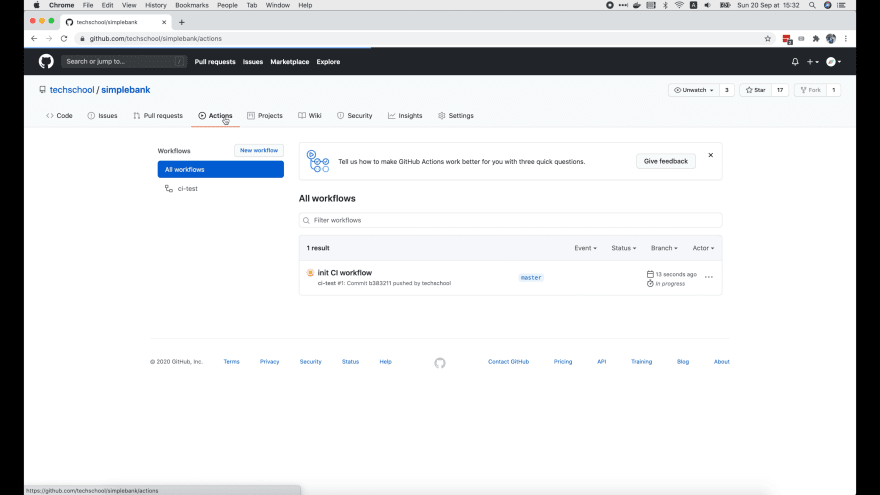 Chrome File Edit View History Bookmarks People Tab Window Help Sun 20 Sep at 15:32
techschool/simplebank
github.com/techschool/simplebank/actions
Search or jump to... / Pull requests Issues Marketplace Explore
techschool / simplebank Unwatch 3 Star 17 Fork 1
Code Issues Pull requests Actions Projects Wiki Security Insights Settings
Workflows New workflow
All workflows
ci-test
Tell us how to make GitHub Actions work better for you with three quick questions. Give feedback
All workflows
Filter workflows
1 result Event Status Branch Actor
init CI workflow master 13 seconds ago
ci-test #1: Commit b383211 pushed by techschool In progress
© 2020 GitHub, Inc. Terms Privacy Security Status Help Contact GitHub Pricing API Training Blog About
https://github.com/techschool/simplebank/actions